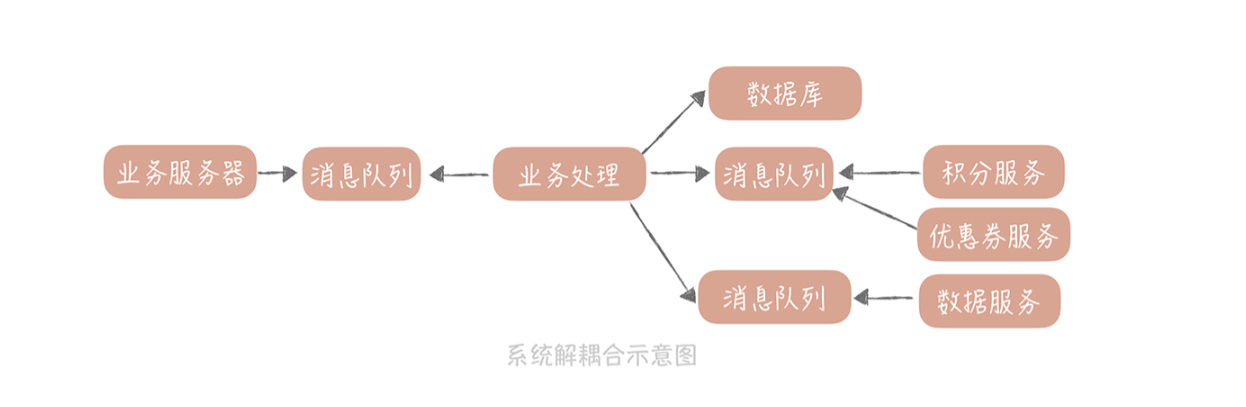 数据库
业务服务器
消息队列
业务处理
消息队列
积分服务
优惠券服务
消息队列
数据服务
系统解耦合示意图